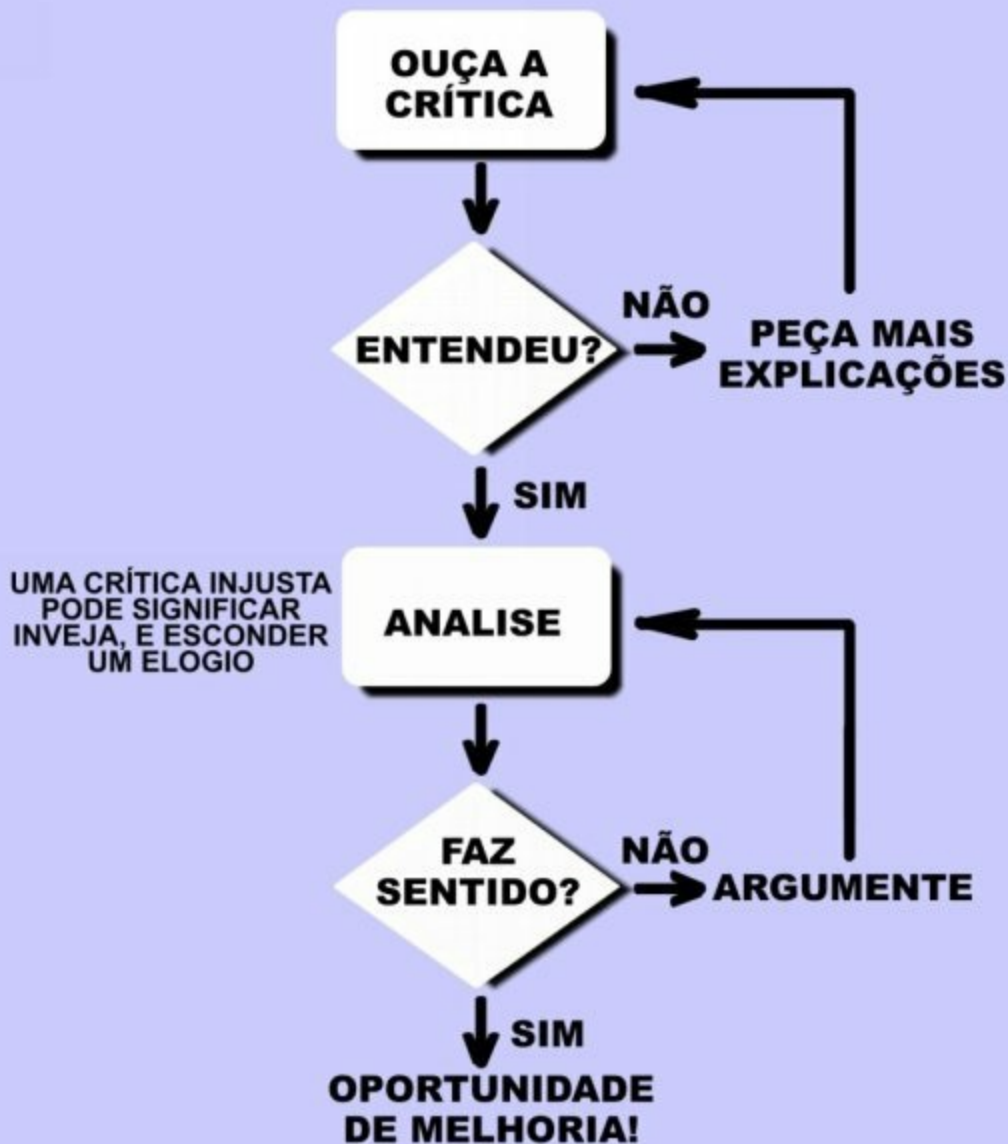 OUÇA A
CRÍTICA
ENTENDEU?
NÃO
PEÇA MAIS
EXPLICAÇÕES
SIM
UMA CRÍTICA INJUSTA
PODE SIGNIFICAR
INVEJA, E ESCONDER
UM ELOGIO
ANALISE
FAZ
SENTIDO?
NÃO
ARGUMENTE
SIM
OPORTUNIDADE
DE MELHORIA!